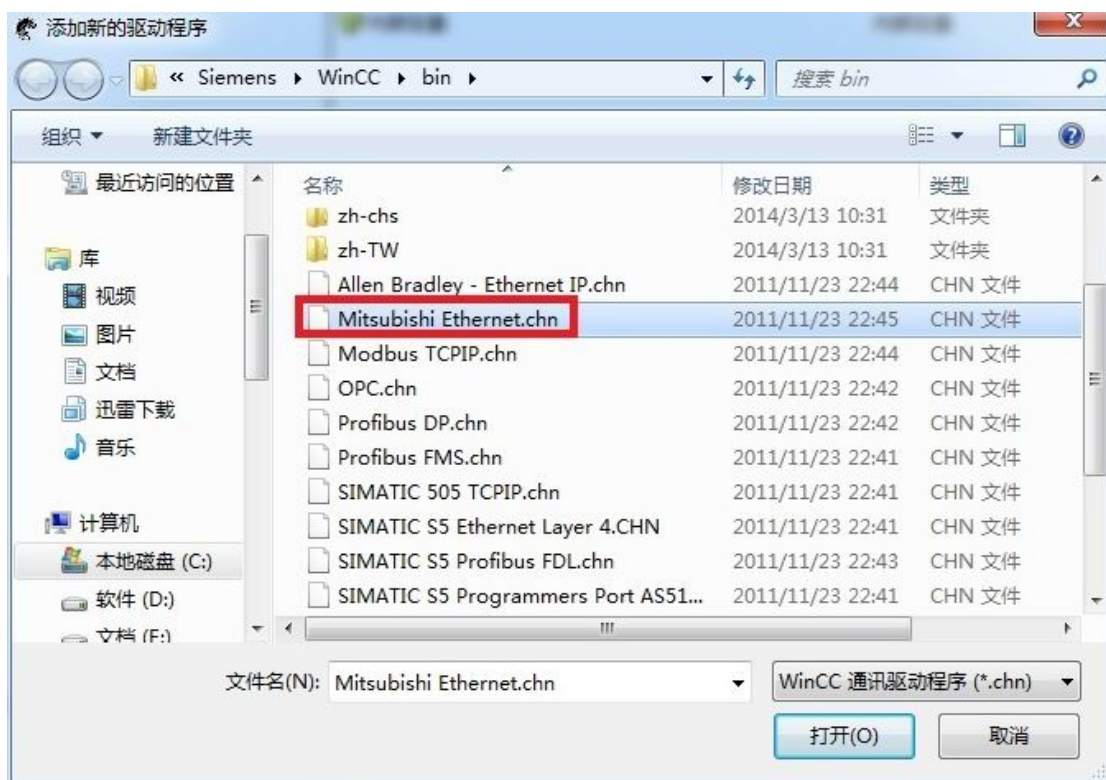 添加新的驱动程序
« Siemens ▸ WinCC ▸ bin ▸
搜索 bin
组织 新建文件夹
最近访问的位置
库
视频
图片
文档
迅雷下载
音乐
计算机
本地磁盘 (C:)
软件 (D:)
文档 (E:)
名称 修改日期 类型
zh-chs 2014/3/13 10:31 文件夹
zh-TW 2014/3/13 10:31 文件夹
Allen Bradley - Ethernet IP.chn 2011/11/23 22:44 CHN 文件
Mitsubishi Ethernet.chn 2011/11/23 22:45 CHN 文件
Modbus TCPIP.chn 2011/11/23 22:44 CHN 文件
OPC.chn 2011/11/23 22:42 CHN 文件
Profibus DP.chn 2011/11/23 22:42 CHN 文件
Profibus FMS.chn 2011/11/23 22:41 CHN 文件
SIMATIC 505 TCPIP.chn 2011/11/23 22:41 CHN 文件
SIMATIC S5 Ethernet Layer 4.CHN 2011/11/23 22:41 CHN 文件
SIMATIC S5 Profibus FDL.chn 2011/11/23 22:43 CHN 文件
SIMATIC S5 Programmers Port AS51... 2011/11/23 22:41 CHN 文件
文件名(N): Mitsubishi Ethernet.chn WinCC 通讯驱动程序 (*.chn)
打开(O) 取消